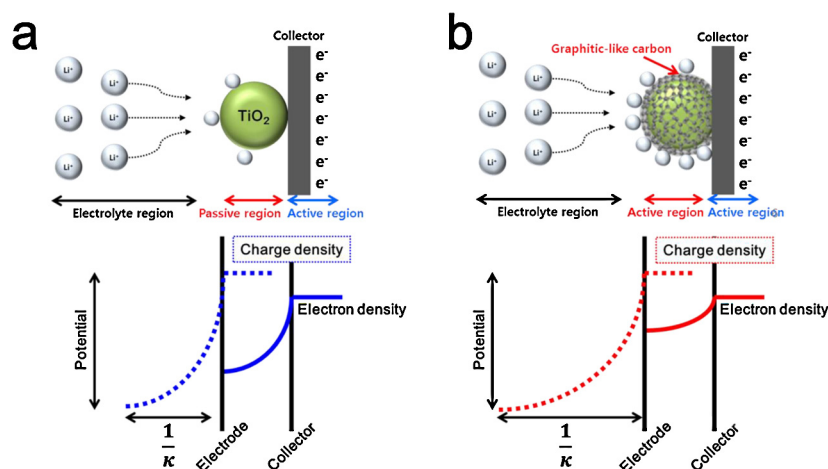 a
Collector
Li⁺
Li⁺
Li⁺
Li⁺
Li⁺
Li⁺
TiO₂
e⁻
e⁻
e⁻
e⁻
e⁻
e⁻
e⁻
e⁻
Electrolyte region
Passive region
Active region
Charge density
Electron density
Potential
1
κ
Electrode
Collector
b
Graphitic-like carbon
Collector
Li⁺
Li⁺
Li⁺
Li⁺
Li⁺
Li⁺
e⁻
e⁻
e⁻
e⁻
e⁻
e⁻
e⁻
e⁻
Electrolyte region
Active region
Active region
Charge density
Electron density
Potential
1
κ
Electrode
Collector